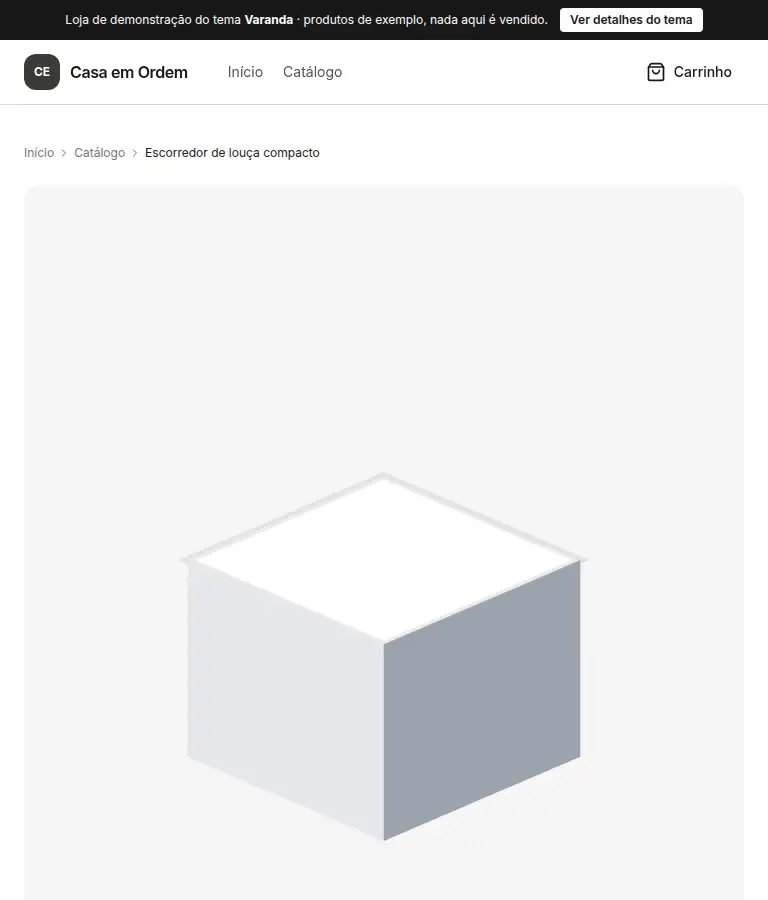 Loja de demonstração do tema Varanda · produtos de exemplo, nada aqui é vendido. Ver detalhes do tema
CE Casa em Ordem Início Catálogo Carrinho
Início > Catálogo > Escorredor de louça compacto